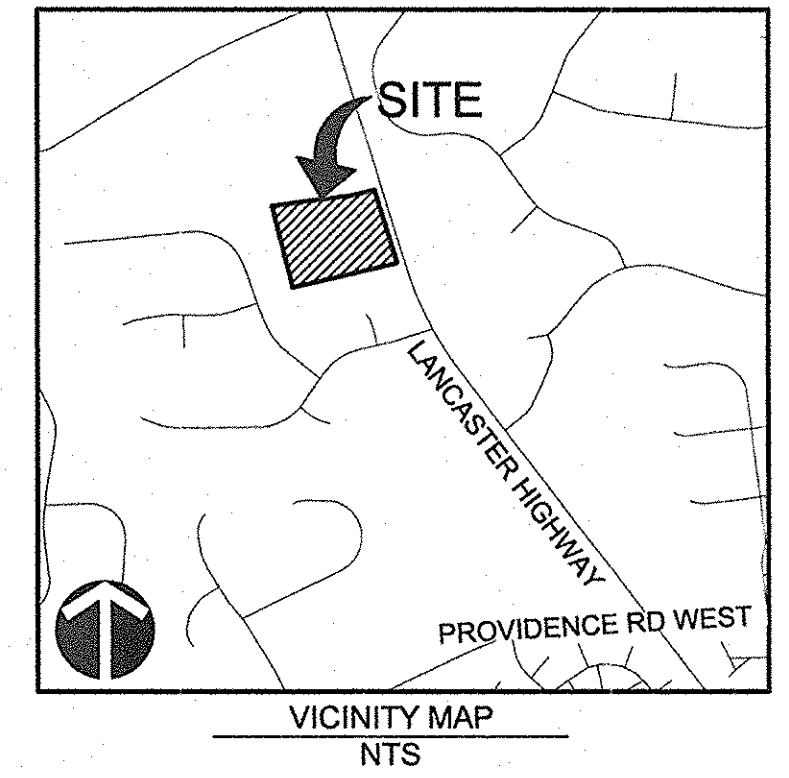 SITE
LANCASTER HIGHWAY
PROVIDENCE RD WEST
VICINITY MAP
NTS